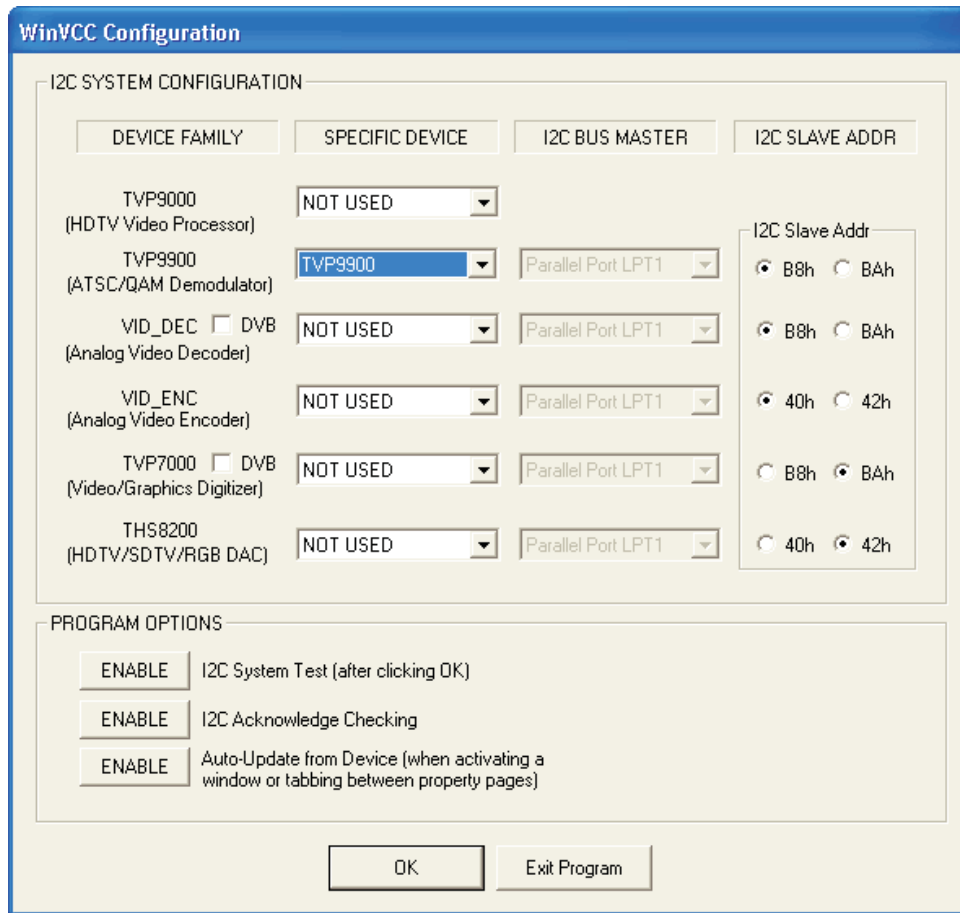 WinVCC Configuration
I2C SYSTEM CONFIGURATION
DEVICE FAMILY SPECIFIC DEVICE I2C BUS MASTER I2C SLAVE ADDR
TVP9000 NOT USED
(HDTV Video Processor)
I2C Slave Addr
TVP9900 TVP9900 Parallel Port LPT1 B8h BAh
(ATSC/QAM Demodulator)
VID_DEC DVB NOT USED Parallel Port LPT1 B8h BAh
(Analog Video Decoder)
VID_ENC NOT USED Parallel Port LPT1 40h 42h
(Analog Video Encoder)
TVP7000 DVB NOT USED Parallel Port LPT1 B8h BAh
(Video/Graphics Digitizer)
THS8200 NOT USED Parallel Port LPT1 40h 42h
(HDTV/SDTV/RGB DAC)
PROGRAM OPTIONS
ENABLE I2C System Test (after clicking OK)
ENABLE I2C Acknowledge Checking
ENABLE Auto-Update from Device (when activating a
window or tabbing between property pages)
OK Exit Program